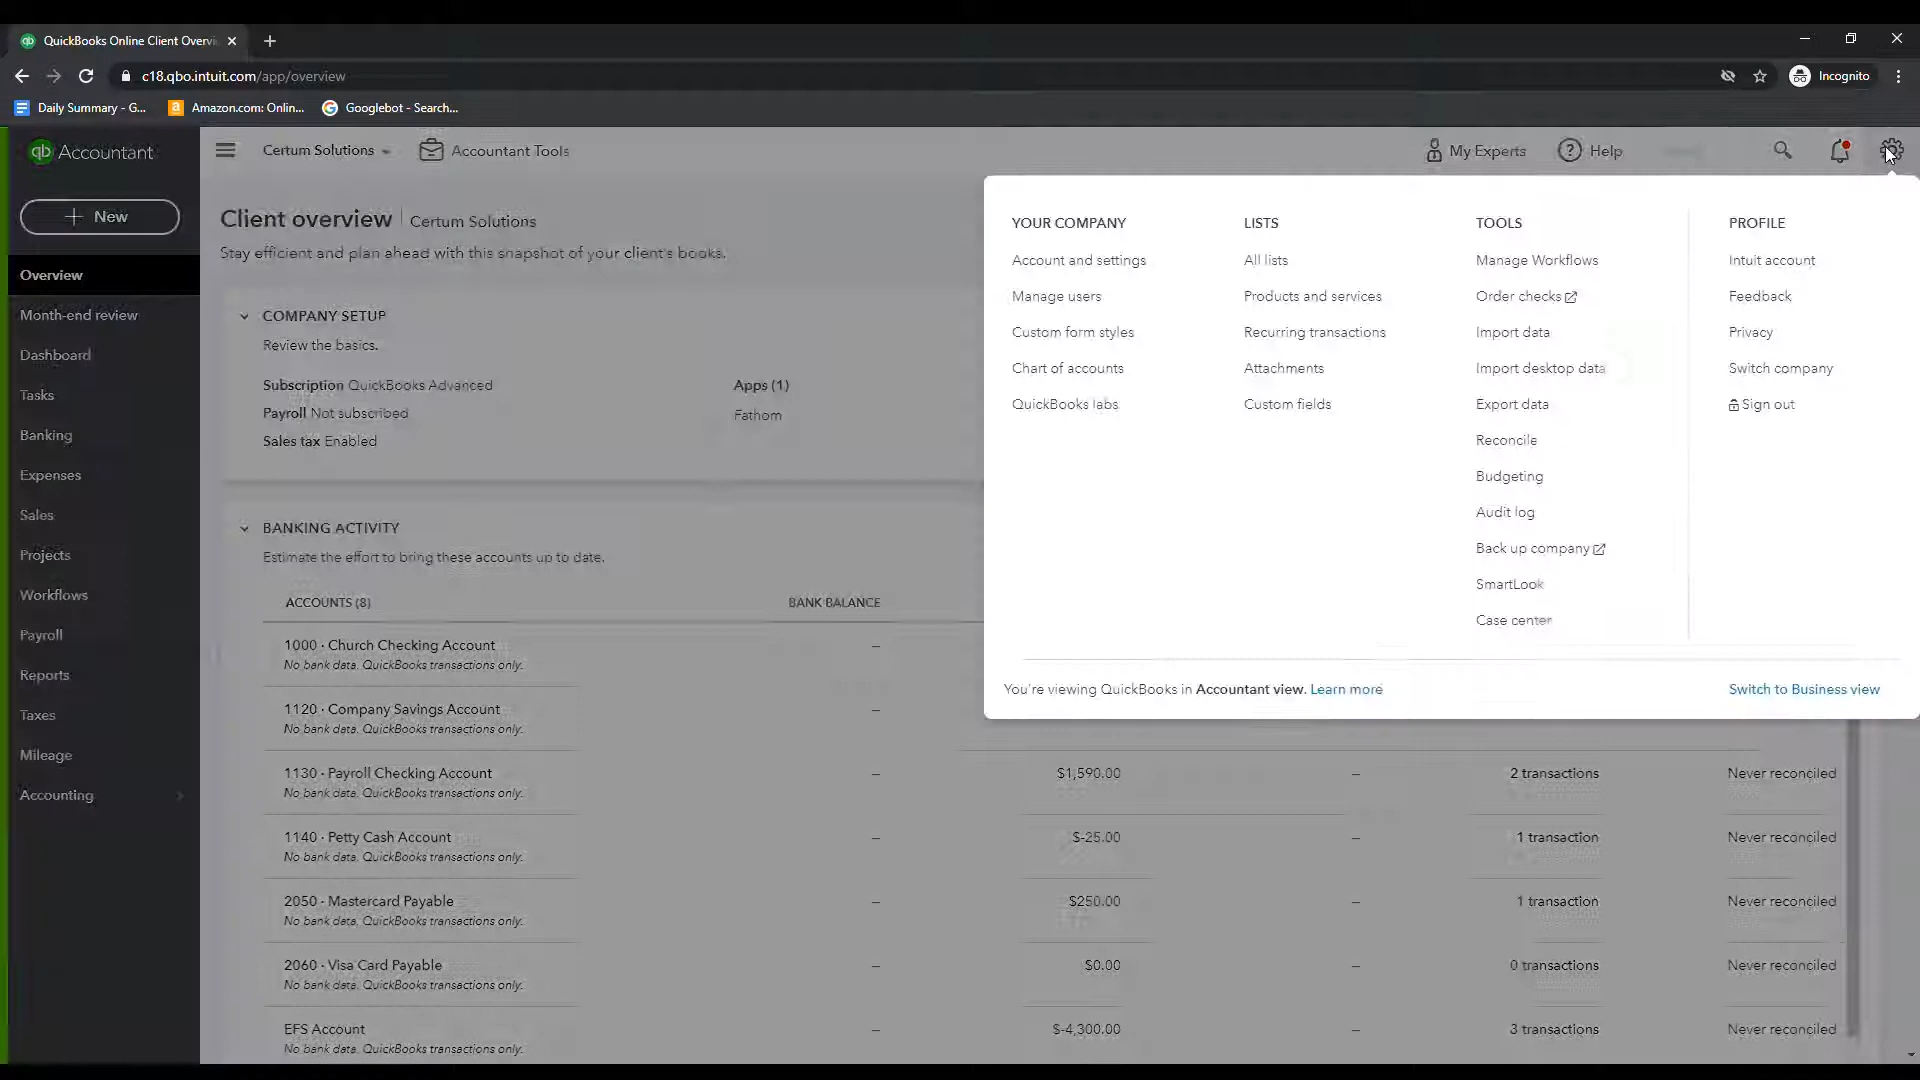 QuickBooks Online Client Overvi
c18.qbo.intuit.com/app/overview
Incognito
Daily Summary - G...
Amazon.com: Onlin...
Googlebot - Search...
qb Accountant
Certum Solutions
Accountant Tools
My Experts
Help
+ New
Overview
Month-end review
Dashboard
Tasks
Banking
Expenses
Sales
Projects
Workflows
Payroll
Reports
Taxes
Mileage
Accounting
Client overview | Certum Solutions
Stay efficient and plan ahead with this snapshot of your client's books.
COMPANY SETUP
Review the basics.
Subscription QuickBooks Advanced
Payroll Not subscribed
Sales tax Enabled
Apps (1)
Fathom
BANKING ACTIVITY
Estimate the effort to bring these accounts up to date.
ACCOUNTS (8) BANK BALANCE
1000 · Church Checking Account –
No bank data. QuickBooks transactions only.
1120 · Company Savings Account –
No bank data. QuickBooks transactions only.
1130 · Payroll Checking Account – $1,590.00 – 2 transactions Never reconciled
No bank data. QuickBooks transactions only.
1140 · Petty Cash Account – $-25.00 – 1 transaction Never reconciled
No bank data. QuickBooks transactions only.
2050 · Mastercard Payable – $250.00 – 1 transaction Never reconciled
No bank data. QuickBooks transactions only.
2060 · Visa Card Payable – $0.00 – 0 transactions Never reconciled
No bank data. QuickBooks transactions only.
EFS Account – $-4,300.00 – 3 transactions Never reconciled
No bank data. QuickBooks transactions only.
YOUR COMPANY
Account and settings
Manage users
Custom form styles
Chart of accounts
QuickBooks labs
LISTS
All lists
Products and services
Recurring transactions
Attachments
Custom fields
TOOLS
Manage Workflows
Order checks
Import data
Import desktop data
Export data
Reconcile
Budgeting
Audit log
Back up company
SmartLook
Case center
PROFILE
Intuit account
Feedback
Privacy
Switch company
Sign out
You're viewing QuickBooks in Accountant view. Learn more
Switch to Business view